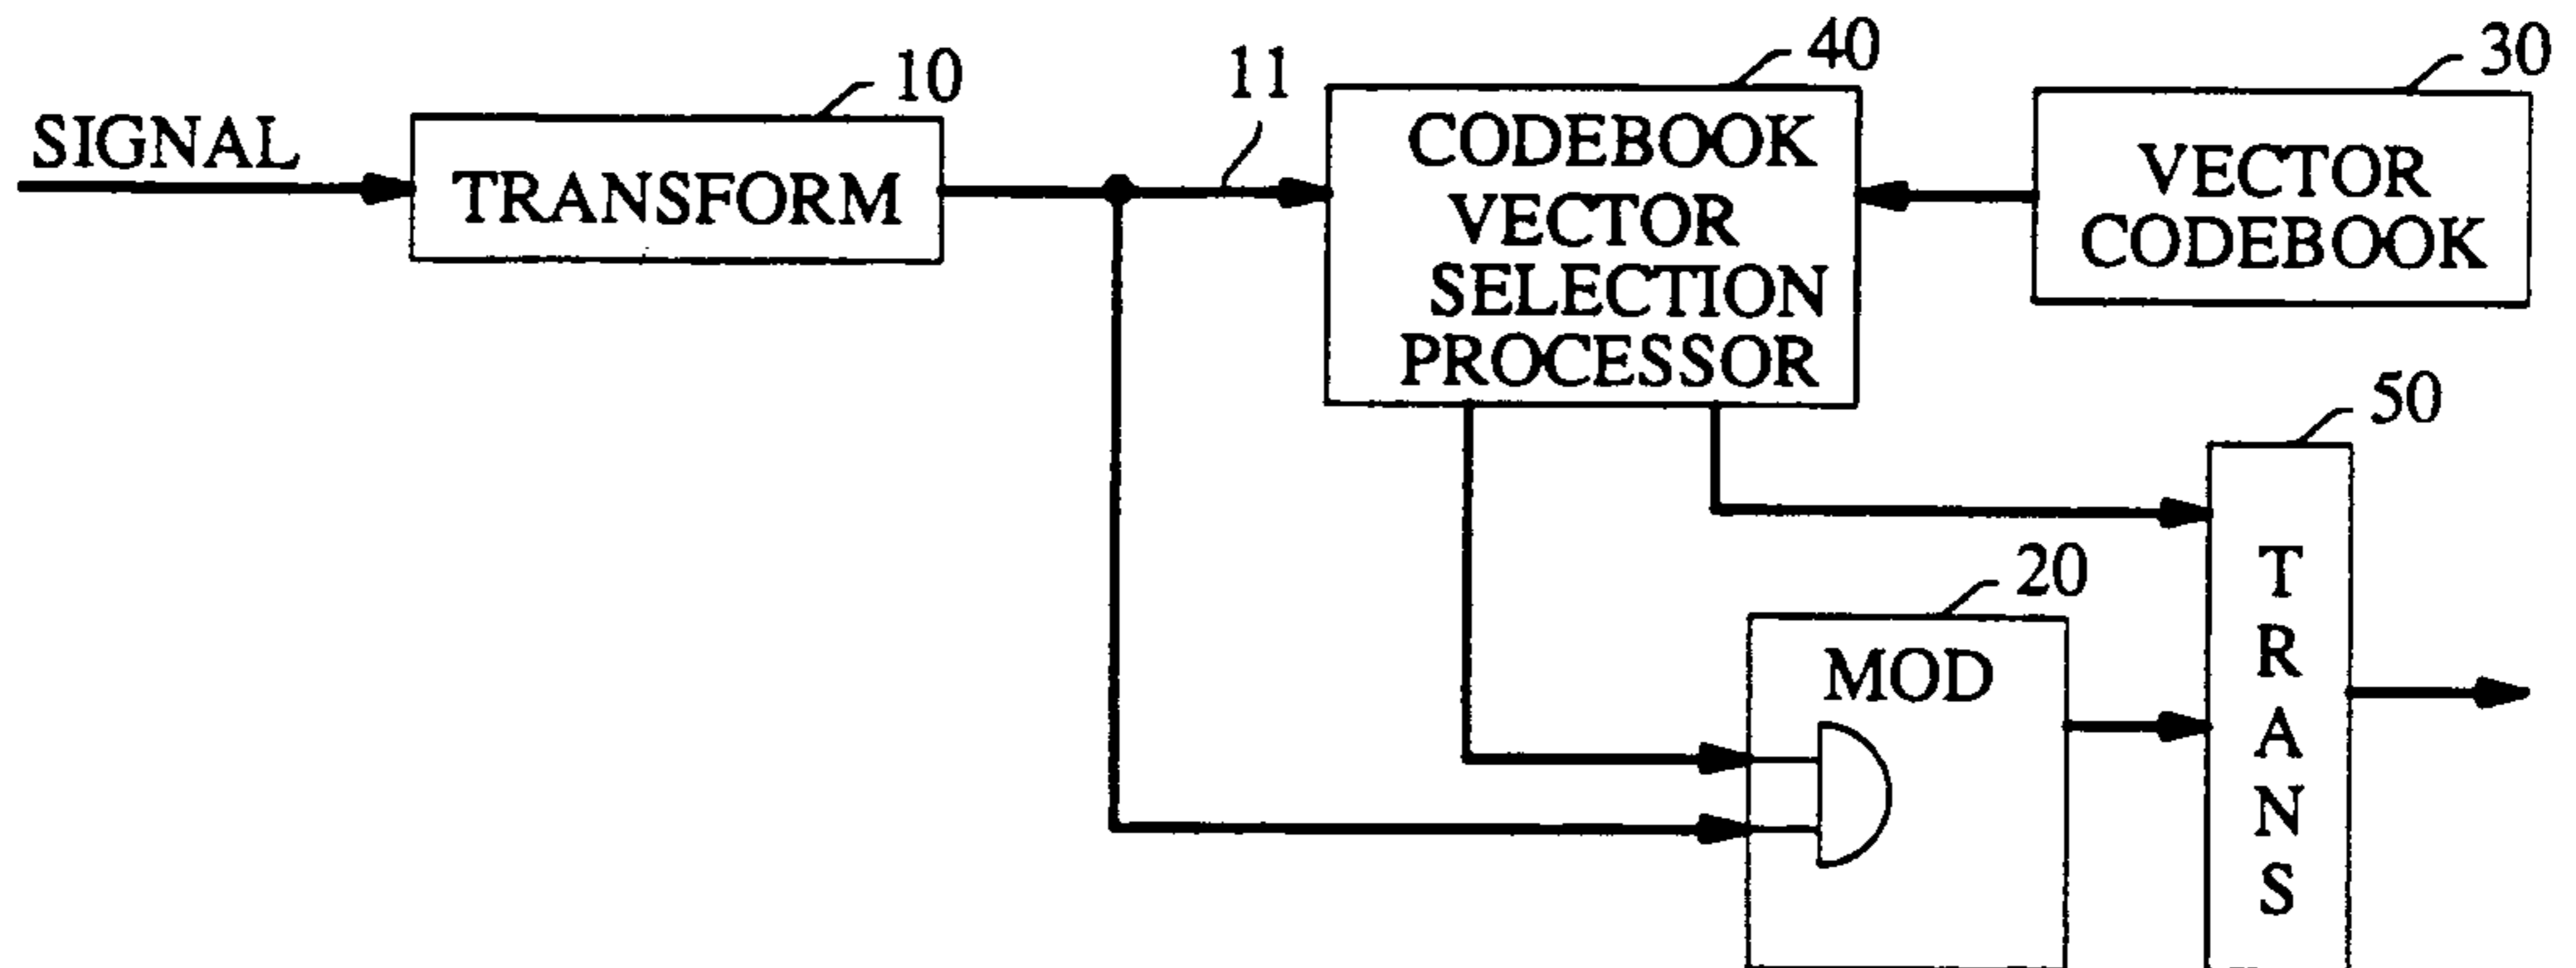 SIGNAL
10
TRANSFORM
11
40
CODEBOOK
VECTOR
SELECTION
PROCESSOR
30
VECTOR
CODEBOOK
50
T
R
A
N
S
20
MOD